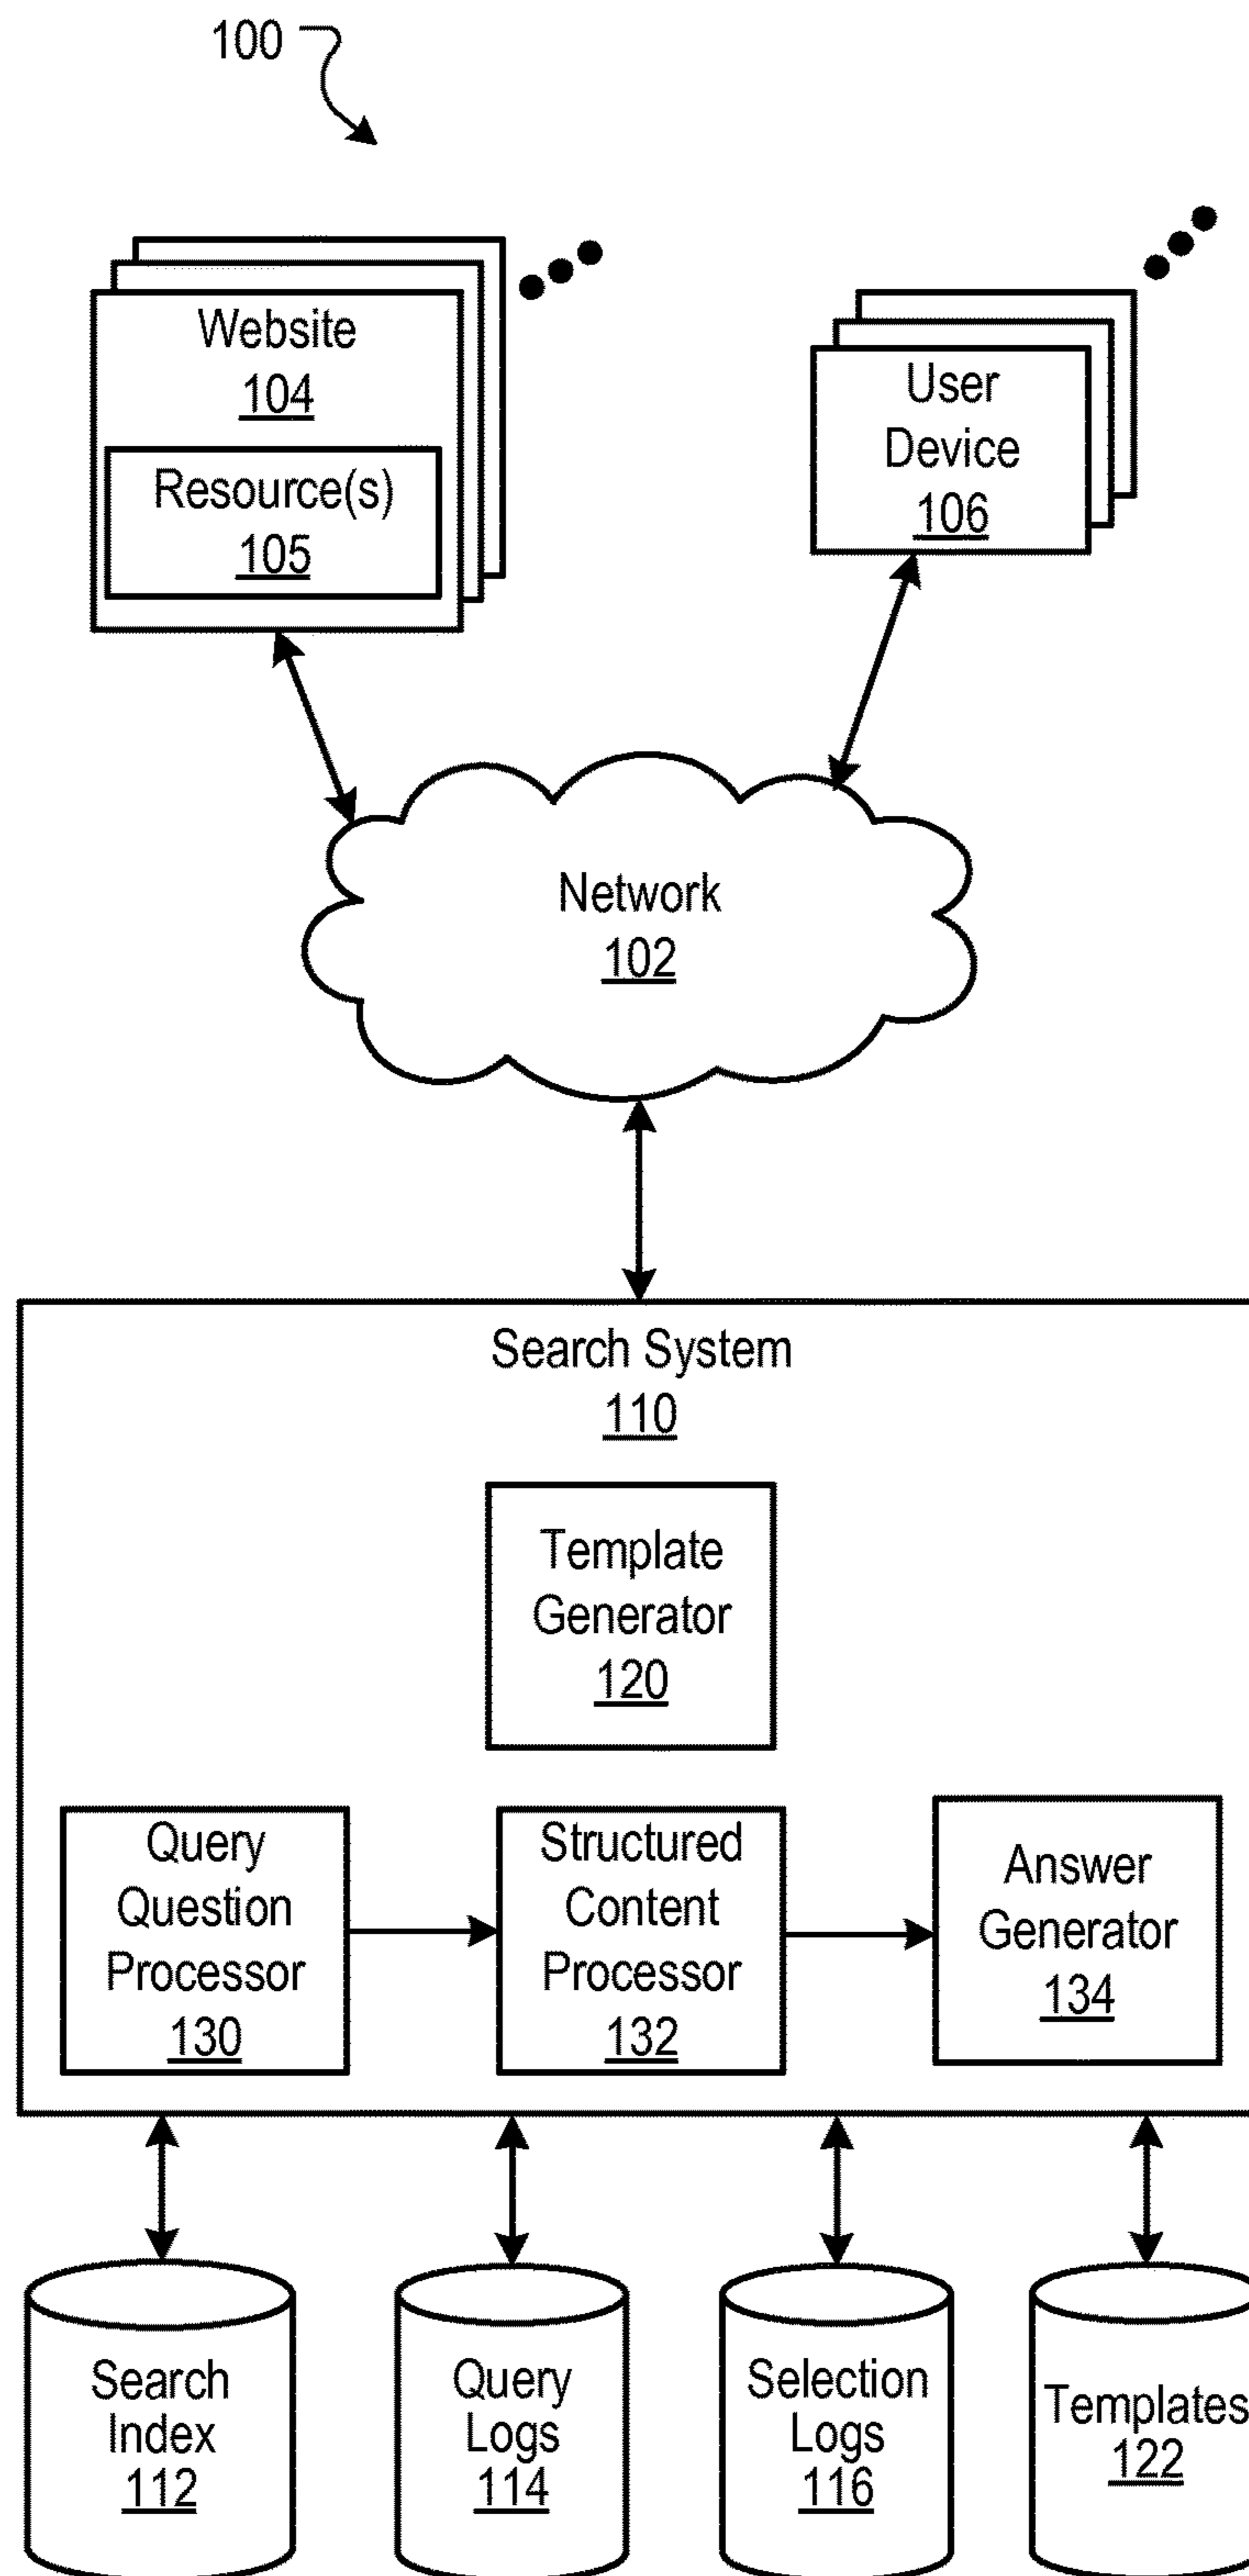 100
Website
104
Resource(s)
105
User
Device
106
Network
102
Search System
110
Template
Generator
120
Query
Question
Processor
130
Structured
Content
Processor
132
Answer
Generator
134
Search
Index
112
Query
Logs
114
Selection
Logs
116
Templates
122